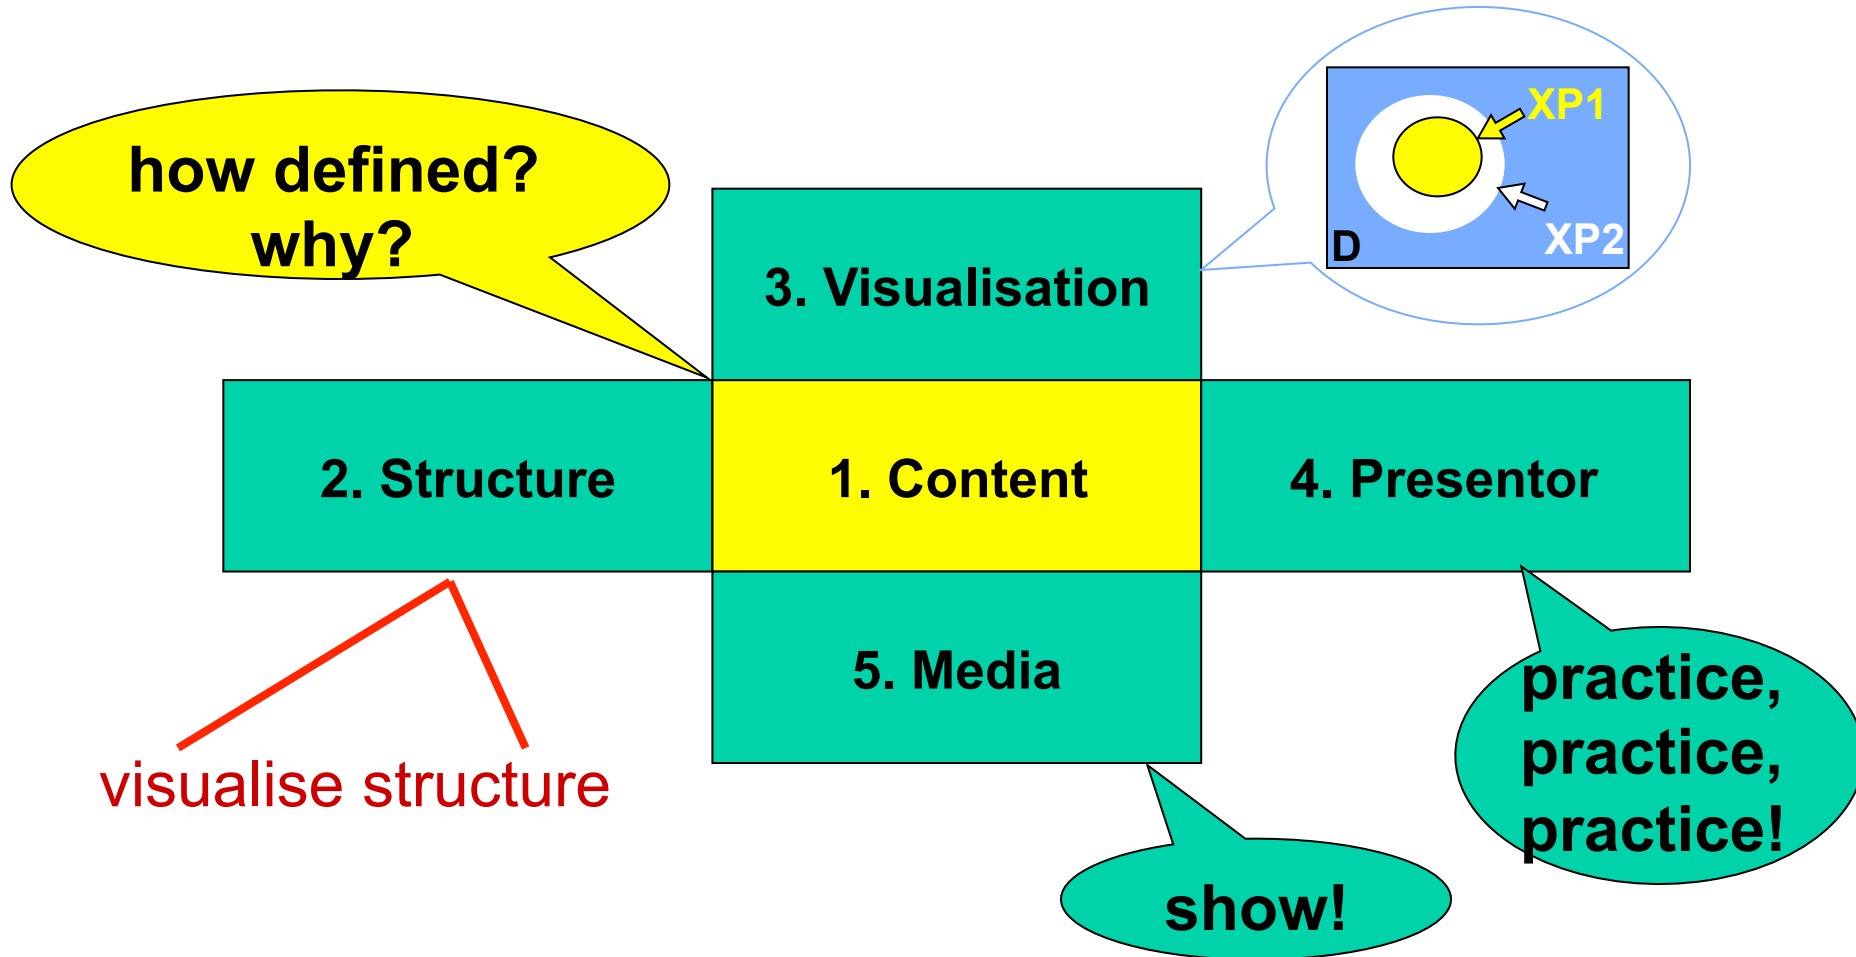 how defined?
why?
XP1
XP2
D
3. Visualisation
2. Structure
1. Content
4. Presentor
5. Media
visualise structure
practice,
practice,
practice!
show!